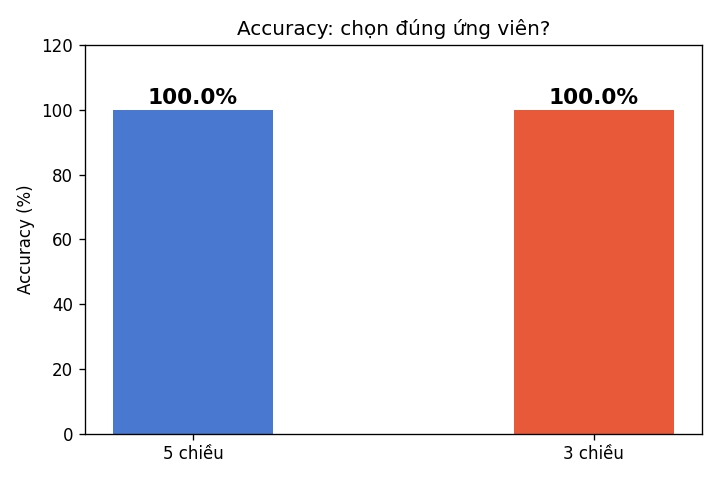 Accuracy: chọn đúng ứng viên?
120
100
80
60
40
20
0
Accuracy (%)
100.0%
100.0%
5 chiều
3 chiều